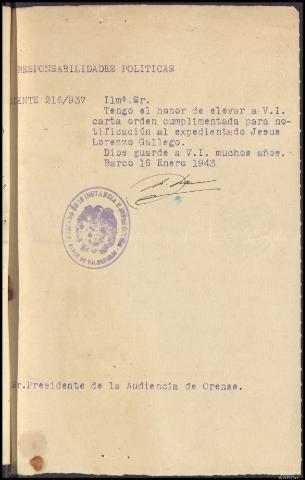 RESPONSABILIDADES POLITICAS
IENTE 216/937 Ilmº.Sr.
Tengo el honor de elevar a V.I.
carta orden cumplimentada para no-
tificación al expedientado Jesus
Lorenzo Gallego.
Dios guarde a V.I. muchos años.
Barco 16 Enero 1943
Sr.Presidente de la Audiencia de Orense.